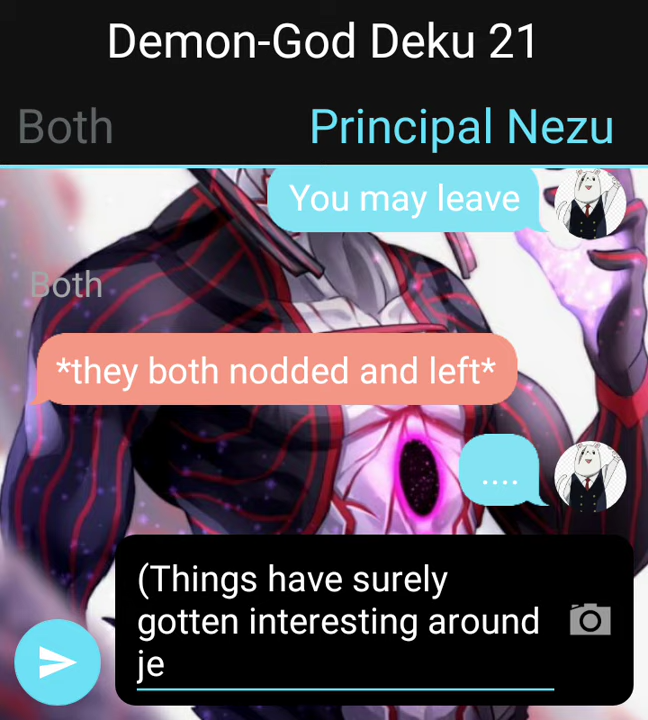 Demon-God Deku 21
Both
Principal Nezu
You may leave
Both
*they both nodded and left*
....
(Things have surely
gotten interesting around
je